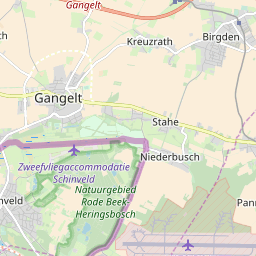 Gangelt
Kreuzrath
Birgden
Gangelt
Stahe
Niederbusch
Zweefvliegaccommodatie
Schinveld
Natuurgebied
Rode Beek-
Heringsbosch